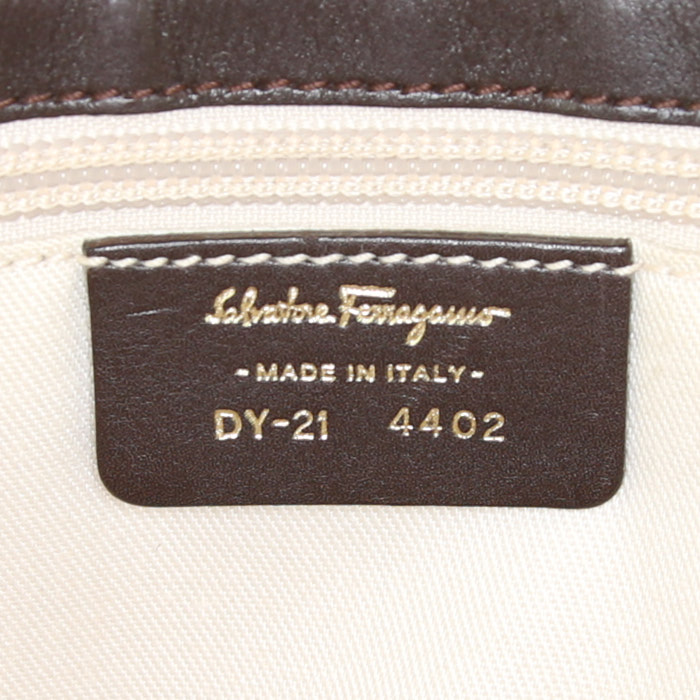 Salvatore Ferragamo
-MADE IN ITALY-
DY-21 4402